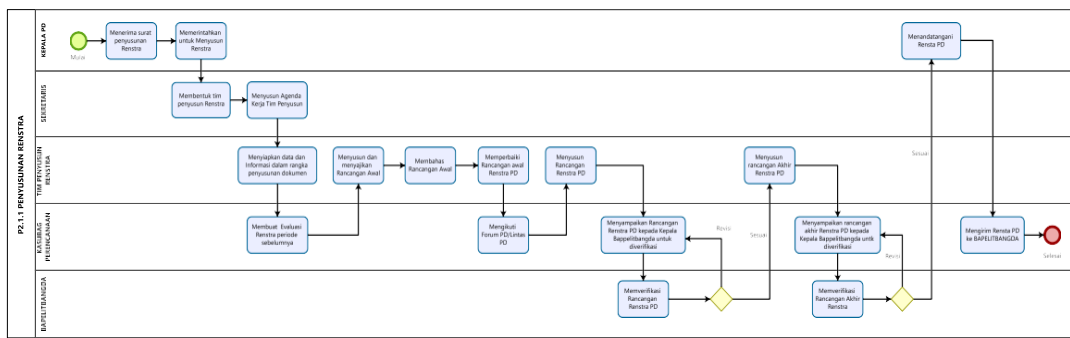 P2.1.1 PENYUSUNAN RENSTRA
KEPALA PD
Mulai
Menerima surat
penyusunan
Renstra
Memerintahkan
untuk Menyusun
Renstra
Menandatangani
Rensta PD
SEKRETARIS
Membentuk tim
penyusun Renstra
Menyusun Agenda
Kerja Tim Penyusun
TIM PENYUSUN
RENSTRA
Menyiapkan data dan
Informasi dalam rangka
penyusunan dokumen
Menyusun dan
menyajikan
Rancangan Awal
Membahas
Rancangan Awal
Memperbaiki
Rancangan awal
Renstra PD
Menyusun
Rancangan
Renstra PD
Menyusun
rancangan Akhir
Renstra PD
Sesuai
KASUBAG
PERENCANAAN
Membuat Evaluasi
Renstra periode
sebelumnya
Mengikuti
Forum PD/Lintas
PD
Menyampaikan Rancangan
Renstra PD kepada Kepala
Bappelitbangda untuk
diverifikasi
Revisi
Sesuai
Menyampaikan rancangan
akhir Renstra PD kepada
Kepala Bappelitbangda untk
diverifikasi
Revisi
Mengirim Rensta PD
ke BAPELITBANGDA
Selesai
BAPELITBANGDA
Memverifikasi
Rancangan
Renstra PD
Memverifikasi
Rancangan Akhir
Renstra